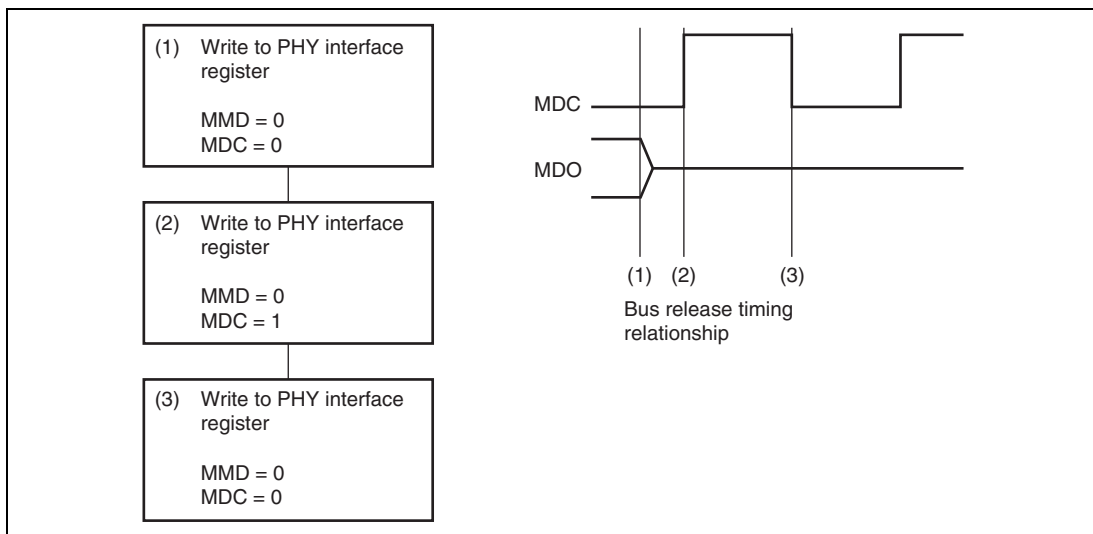 (1) Write to PHY interface
register
MMD = 0
MDC = 0
(2) Write to PHY interface
register
MMD = 0
MDC = 1
(3) Write to PHY interface
register
MMD = 0
MDC = 0
MDC
MDO
(1) (2) (3)
Bus release timing
relationship